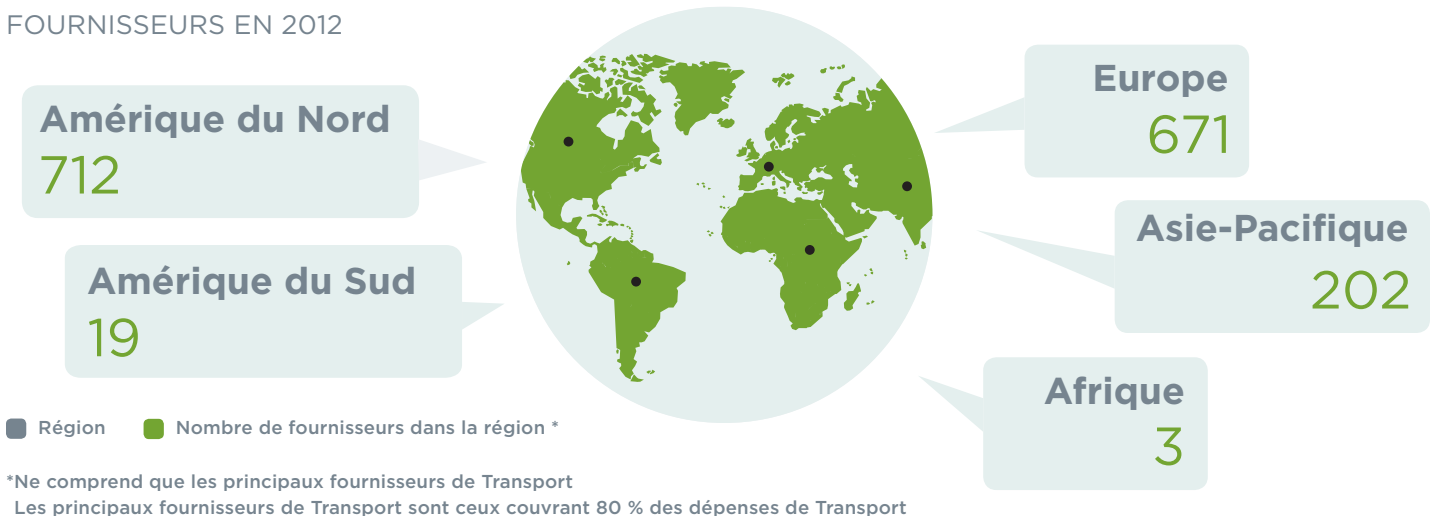 FOURNISSEURS EN 2012
Amérique du Nord
712
Amérique du Sud
19
Europe
671
Asie-Pacifique
202
Afrique
3
Région
Nombre de fournisseurs dans la région *
*Ne comprend que les principaux fournisseurs de Transport
Les principaux fournisseurs de Transport sont ceux couvrant 80 % des dépenses de Transport